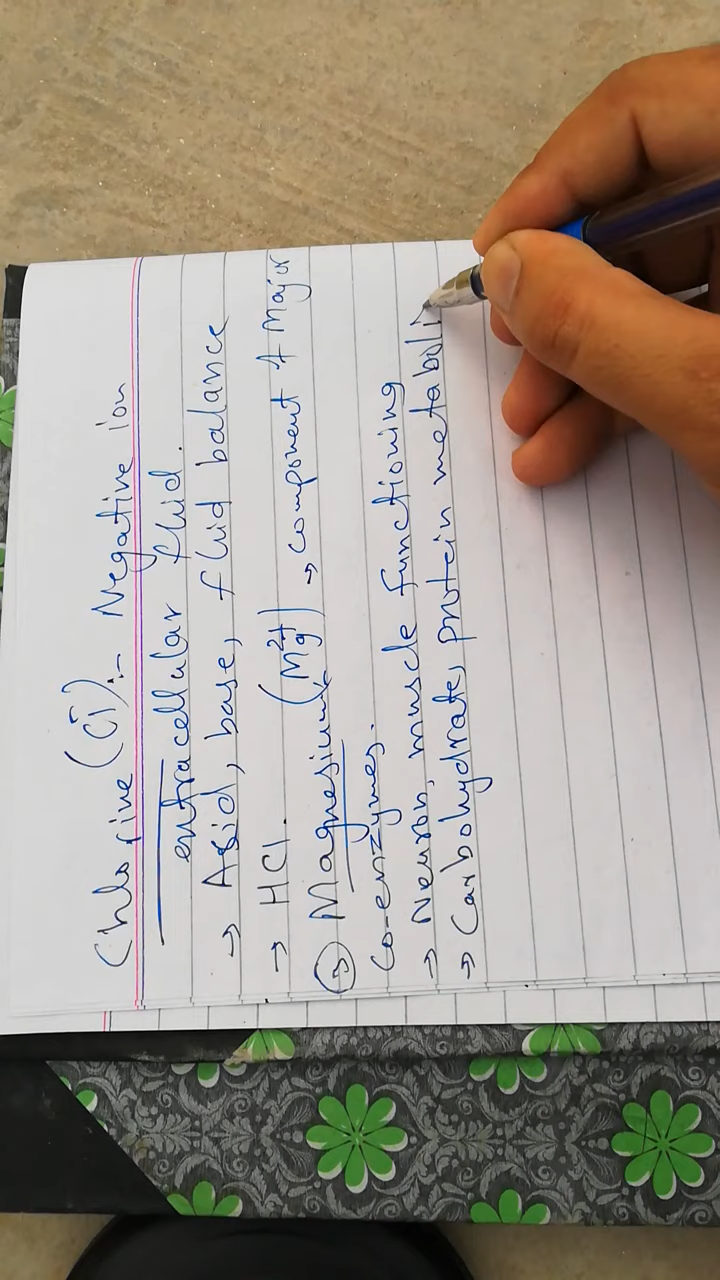 Chlorine (Cl⁻) :- Negative ion
extracellular fluid.
→ Asid, base, fluid balance
→ HCl.
③ Magnesium (Mg²⁺) → component of Major
Co-enzymes.
→ Neuron, muscle functioning
→ Carbohydrate, protein metaboli